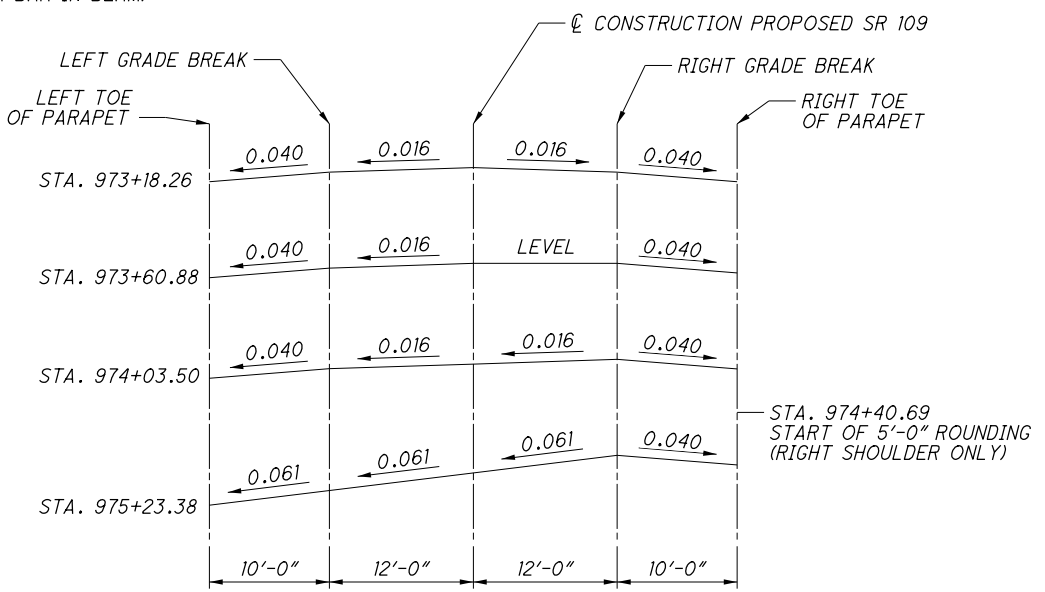 ℄ CONSTRUCTION PROPOSED SR 109
LEFT GRADE BREAK
RIGHT GRADE BREAK
LEFT TOE
OF PARAPET
RIGHT TOE
OF PARAPET
STA. 973+18.26
0.040
0.016
0.016
0.040
STA. 973+60.88
0.040
0.016
LEVEL
0.040
STA. 974+03.50
0.040
0.016
0.016
0.040
STA. 974+40.69
START OF 5'-0" ROUNDING
(RIGHT SHOULDER ONLY)
STA. 975+23.38
0.061
0.061
0.061
0.040
10'-0"
12'-0"
12'-0"
10'-0"